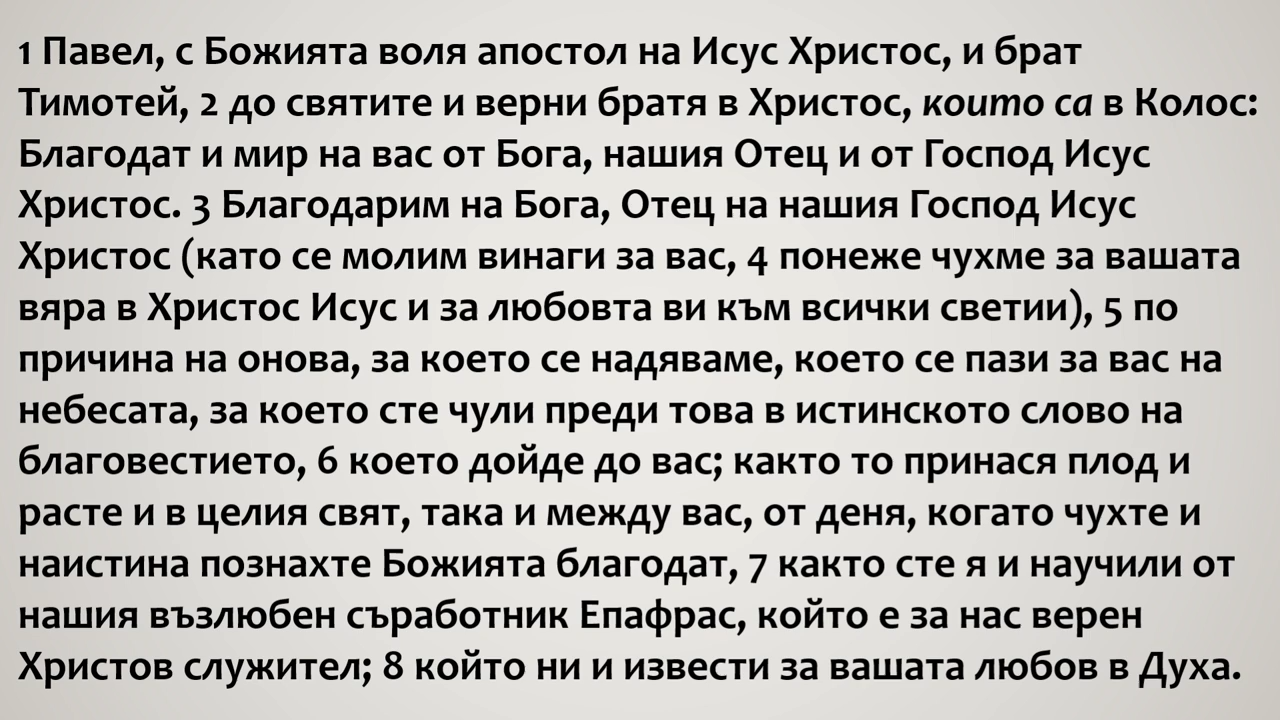 1 Павел, с Божията воля апостол на Исус Христос, и брат
Тимотей, 2 до святите и верни братя в Христос, които са в Колос:
Благодат и мир на вас от Бога, нашия Отец и от Господ Исус
Христос. 3 Благодарим на Бога, Отец на нашия Господ Исус
Христос (като се молим винаги за вас, 4 понеже чухме за вашата
вяра в Христос Исус и за любовта ви към всички светии), 5 по
причина на онова, за което се надяваме, което се пази за вас на
небесата, за което сте чули преди това в истинското слово на
благовестието, 6 което дойде до вас; както то принася плод и
расте и в целия свят, така и между вас, от деня, когато чухте и
наистина познахте Божията благодат, 7 както сте я и научили от
нашия възлюбен съработник Епафрас, който е за нас верен
Христов служител; 8 който ни и извести за вашата любов в Духа.